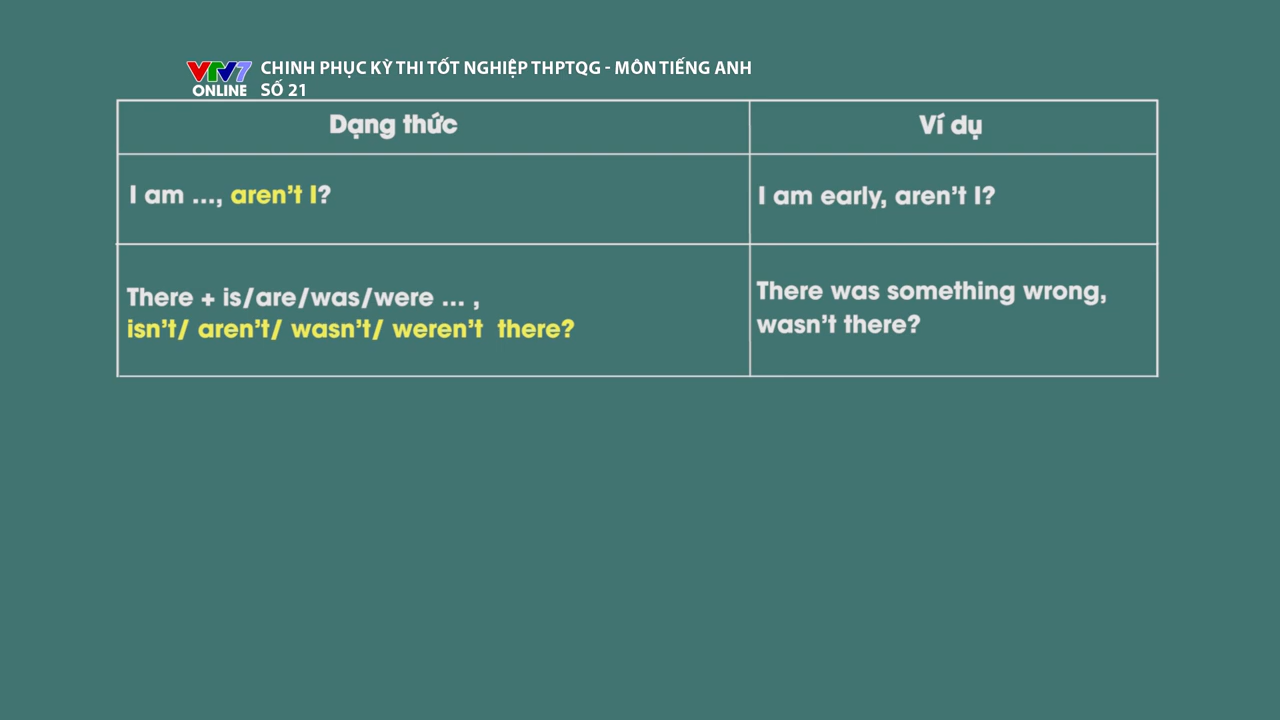 VTV7
ONLINE
CHINH PHỤC KỲ THI TỐT NGHIỆP THPTQG - MÔN TIẾNG ANH
SỐ 21
Dạng thức
Ví dụ
I am ..., aren't I?
I am early, aren't I?
There + is/are/was/were ... ,
isn't/ aren't/ wasn't/ weren't there?
There was something wrong,
wasn't there?